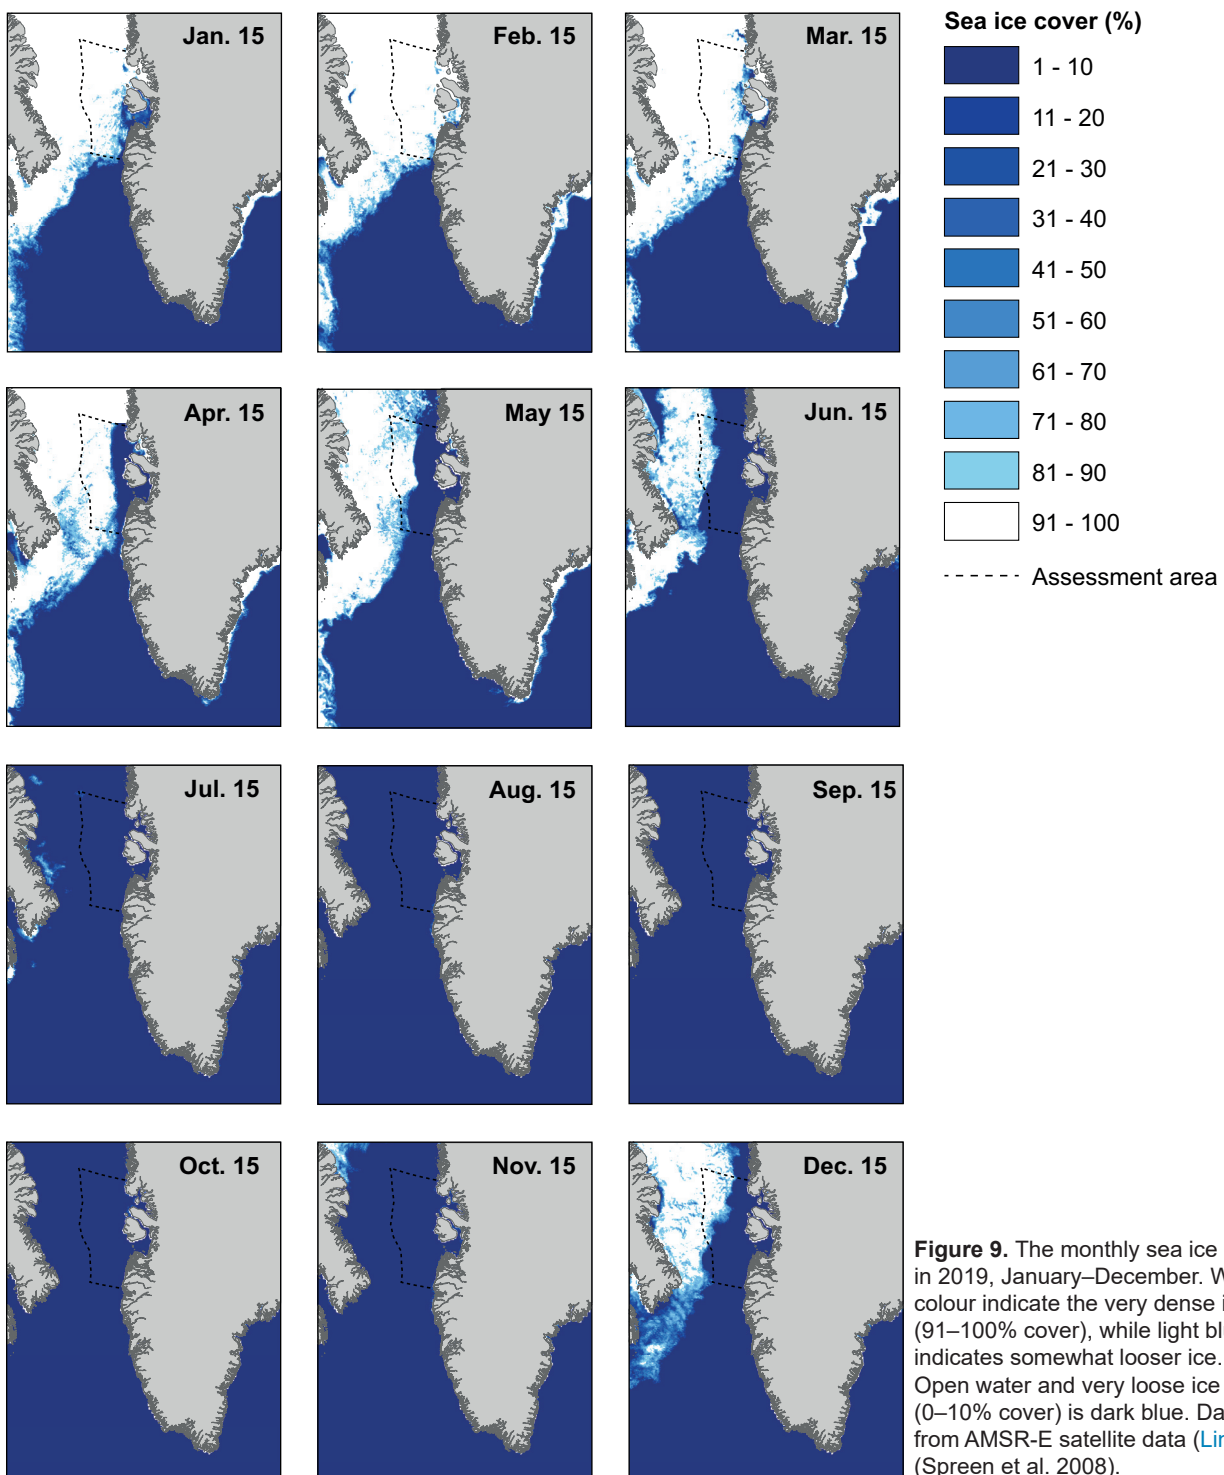 Jan. 15
Feb. 15
Mar. 15
Sea ice cover (%)
1 - 10
11 - 20
21 - 30
31 - 40
41 - 50
51 - 60
61 - 70
71 - 80
81 - 90
91 - 100
Assessment area
Apr. 15
May 15
Jun. 15
Jul. 15
Aug. 15
Sep. 15
Oct. 15
Nov. 15
Dec. 15
Figure 9. The monthly sea ice
in 2019, January–December.
colour indicate the very dense
(91–100% cover), while light
indicates somewhat looser ice.
Open water and very loose ice
(0–10% cover) is dark blue.
from AMSR-E satellite data
(Spreen et al. 2008).